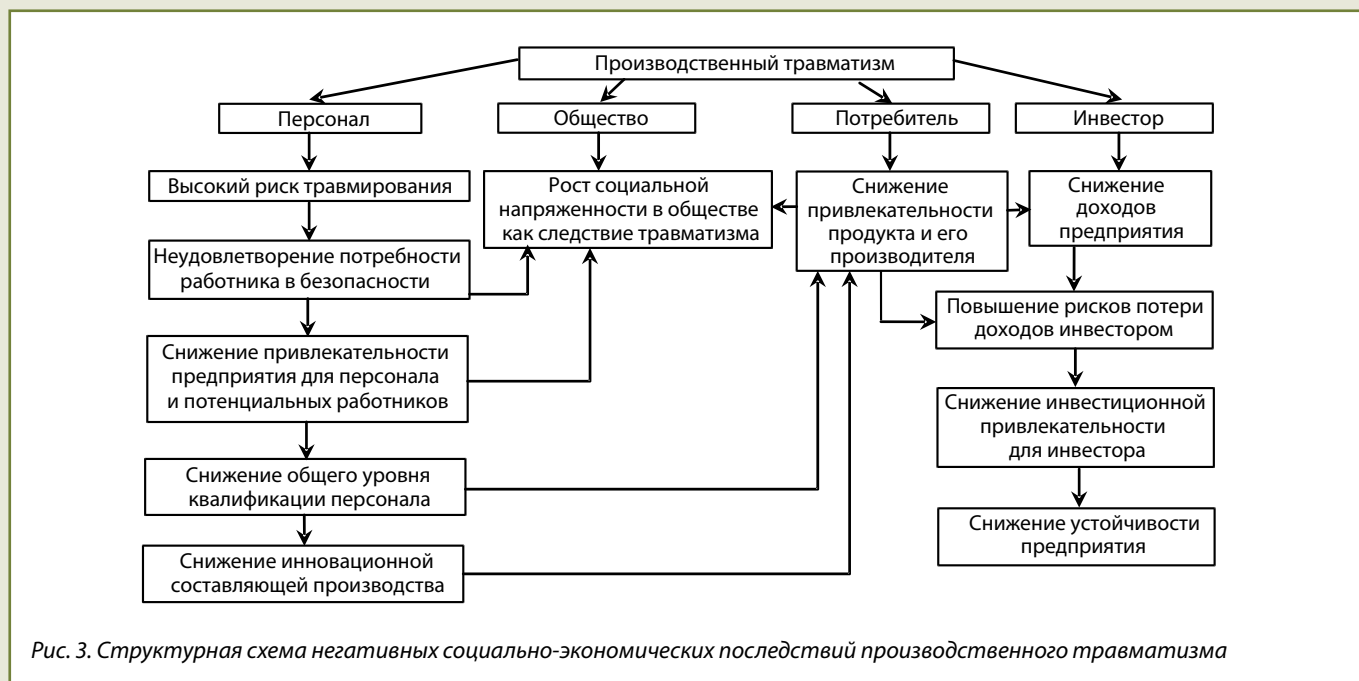 Производственный травматизм
Персонал
Общество
Потребитель
Инвестор
Высокий риск травмирования
Неудовлетворение потребности
работника в безопасности
Снижение привлекательности
предприятия для персонала
и потенциальных работников
Снижение общего уровня
квалификации персонала
Снижение инновационной
составляющей производства
Рост социальной
напряженности в обществе
как следствие травматизма
Снижение
привлекательности
продукта и его
производителя
Снижение
доходов
предприятия
Повышение рисков потери
доходов инвестором
Снижение инвестиционной
привлекательности
для инвестора
Снижение устойчивости
предприятия
Рис. 3. Структурная схема негативных социально-экономических последствий производственного травматизма